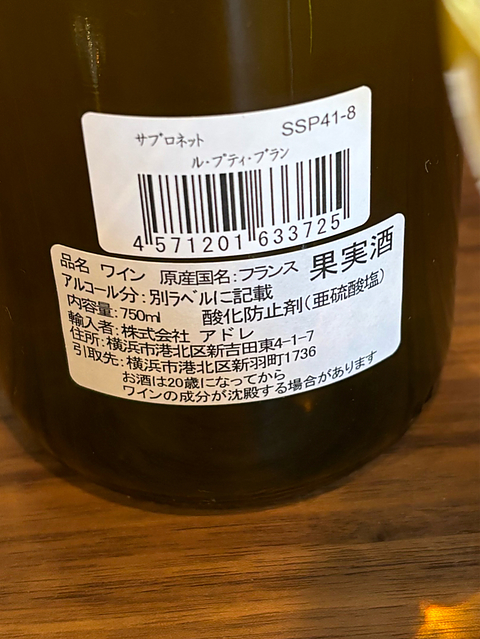 サブロネット SSP41-8
ル・プティ・ブラン
4 571201 633725
品名 ワイン 原産国名:フランス 果実酒
アルコール分:別ラベルに記載
内容量:750ml 酸化防止剤(亜硫酸塩)
輸入者:株式会社 アドレ
住所:横浜市港北区新吉田東4-1-7
引取先:横浜市港北区新羽町1736
お酒は20歳になってから
ワインの成分が沈殿する場合があります